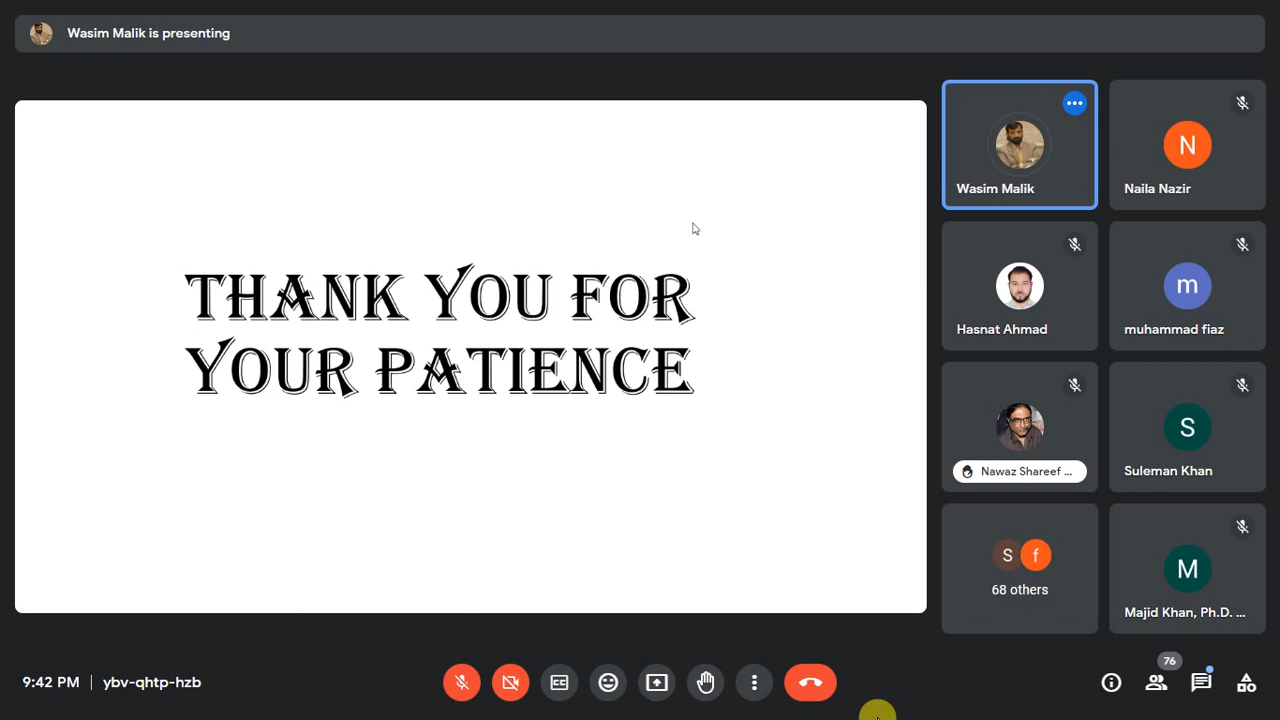 Wasim Malik is presenting
THANK YOU FOR
YOUR PATIENCE
Wasim Malik
N
Naila Nazir
Hasnat Ahmad
m
muhammad fiaz
Nawaz Shareef ...
S
Suleman Khan
S f
68 others
M
Majid Khan, Ph.D. ...
9:42 PM | ybv-qhtp-hzb
CC
76